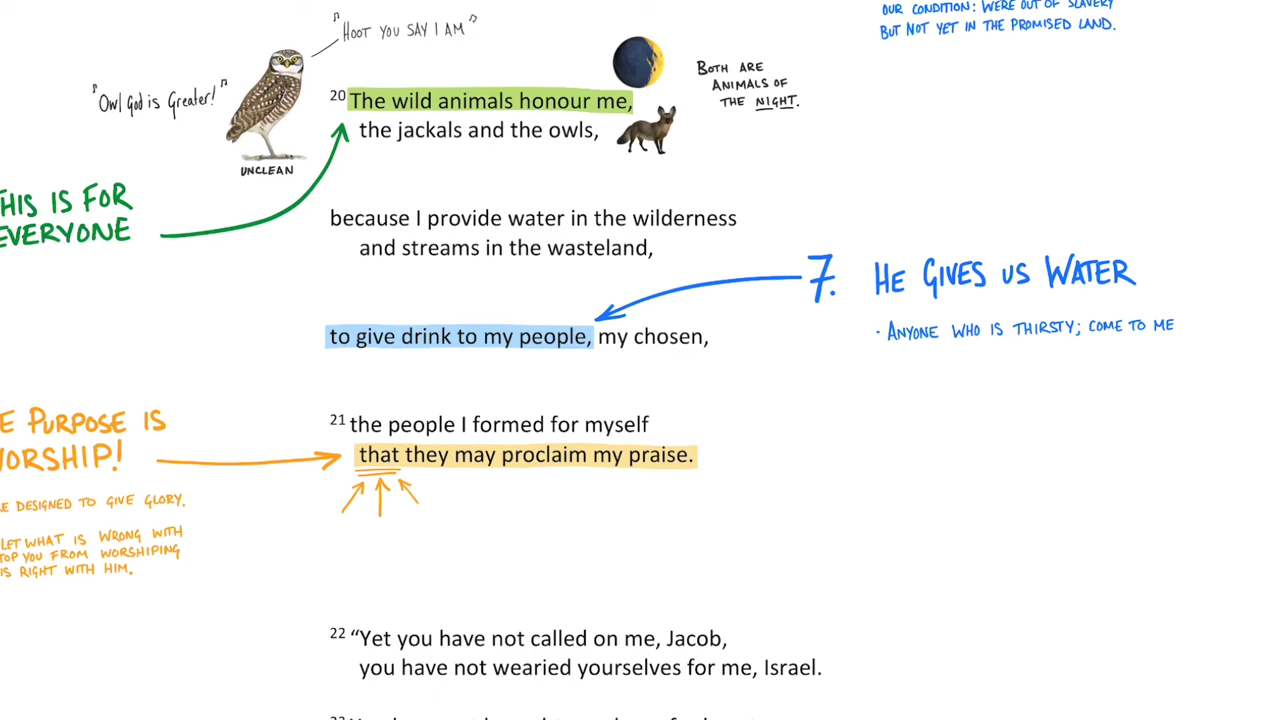 OUR CONDITION: WERE OUT OF SLAVERY
BUT NOT YET IN THE PROMISED LAND.
"HOOT YOU SAY I AM"
"Owl God is Greater!"
UNCLEAN
20 The wild animals honour me,
the jackals and the owls,
BOTH ARE
ANIMALS OF
THE NIGHT.
THIS IS FOR
EVERYONE
because I provide water in the wilderness
and streams in the wasteland,
7. HE GIVES US WATER
· ANYONE WHO IS THIRSTY; COME TO ME
to give drink to my people, my chosen,
E PURPOSE IS
WORSHIP!
21 the people I formed for myself
that they may proclaim my praise.
E DESIGNED TO GIVE GLORY.
LET WHAT IS WRONG WITH
TOP YOU FROM WORSHIPING
IS RIGHT WITH HIM.
22 “Yet you have not called on me, Jacob,
you have not wearied yourselves for me, Israel.